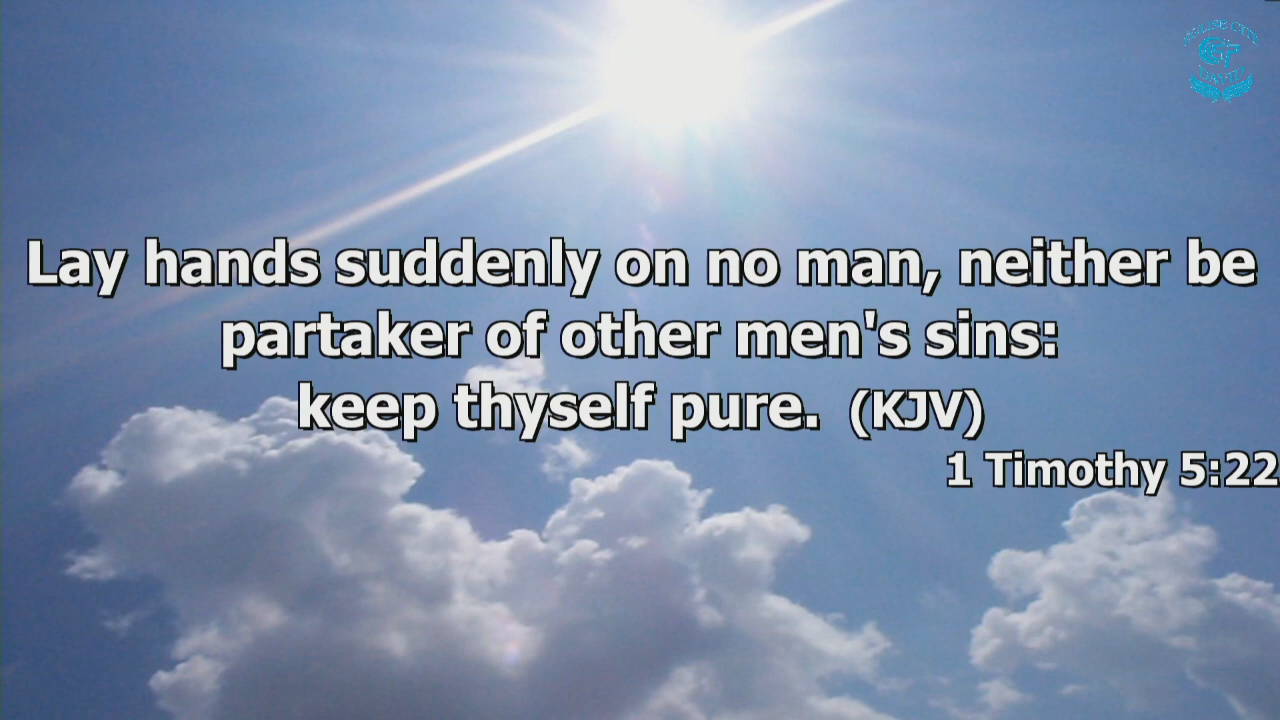 Lay hands suddenly on no man, neither be
partaker of other men's sins:
keep thyself pure. (KJV)
1 Timothy 5:22